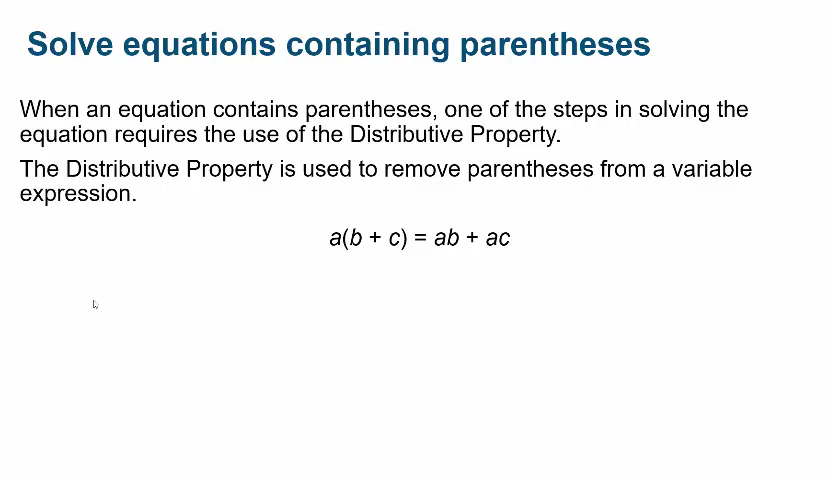 Solve equations containing parentheses
When an equation contains parentheses, one of the steps in solving the
equation requires the use of the Distributive Property.
The Distributive Property is used to remove parentheses from a variable
expression.
a(b + c) = ab + ac